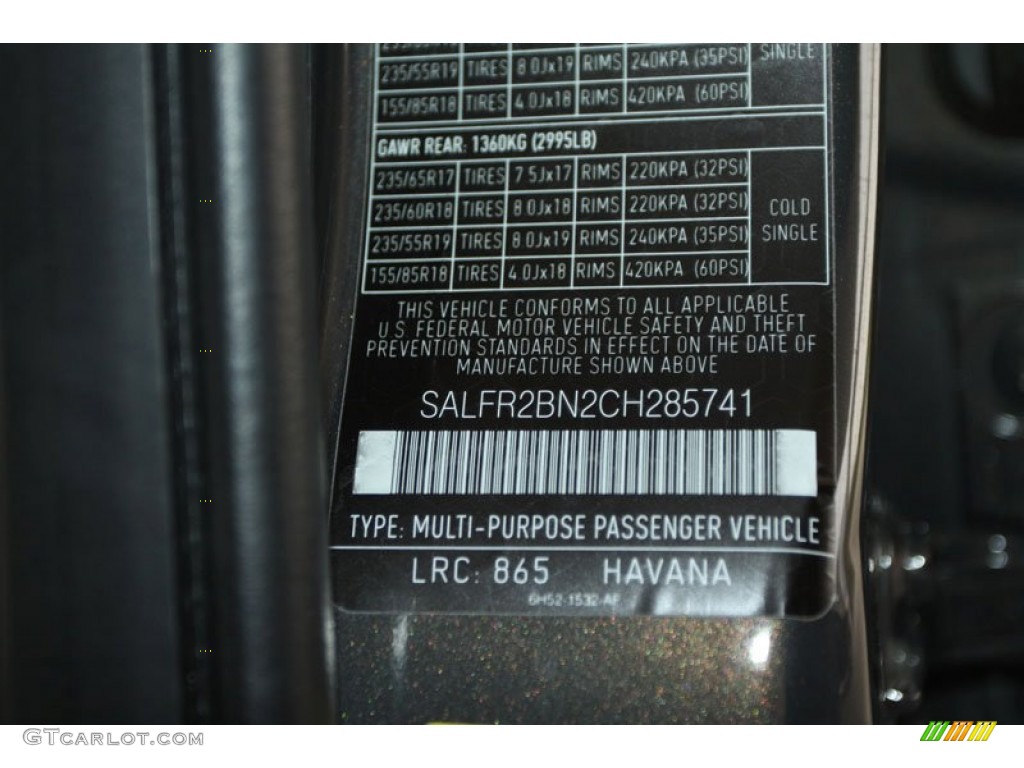 235/55R19 TIRES 8.0Jx19 RIMS 240KPA (35PSI) SINGLE
155/85R18 TIRES 4.0Jx18 RIMS 420KPA (60PSI)
GAWR REAR: 1360KG (2995LB)
235/65R17 TIRES 7.5Jx17 RIMS 220KPA (32PSI)
235/60R18 TIRES 8.0Jx18 RIMS 220KPA (32PSI) COLD
235/55R19 TIRES 8.0Jx19 RIMS 240KPA (35PSI) SINGLE
155/85R18 TIRES 4.0Jx18 RIMS 420KPA (60PSI)
THIS VEHICLE CONFORMS TO ALL APPLICABLE
U.S. FEDERAL MOTOR VEHICLE SAFETY AND THEFT
PREVENTION STANDARDS IN EFFECT ON THE DATE OF
MANUFACTURE SHOWN ABOVE
SALFR2BN2CH285741
TYPE: MULTI-PURPOSE PASSENGER VEHICLE
LRC: 865 HAVANA
6H52-1532-AF
GTCARLOT.COM